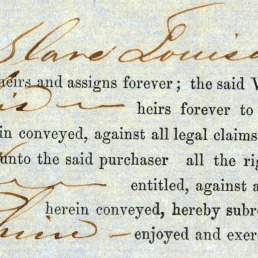 Slave Louisa
heirs and assigns forever; the said V
his heirs forever to
in conveyed, against all legal claims
unto the said purchaser all the rig
entitled, against a
herein conveyed, hereby subro
enjoyed and exer